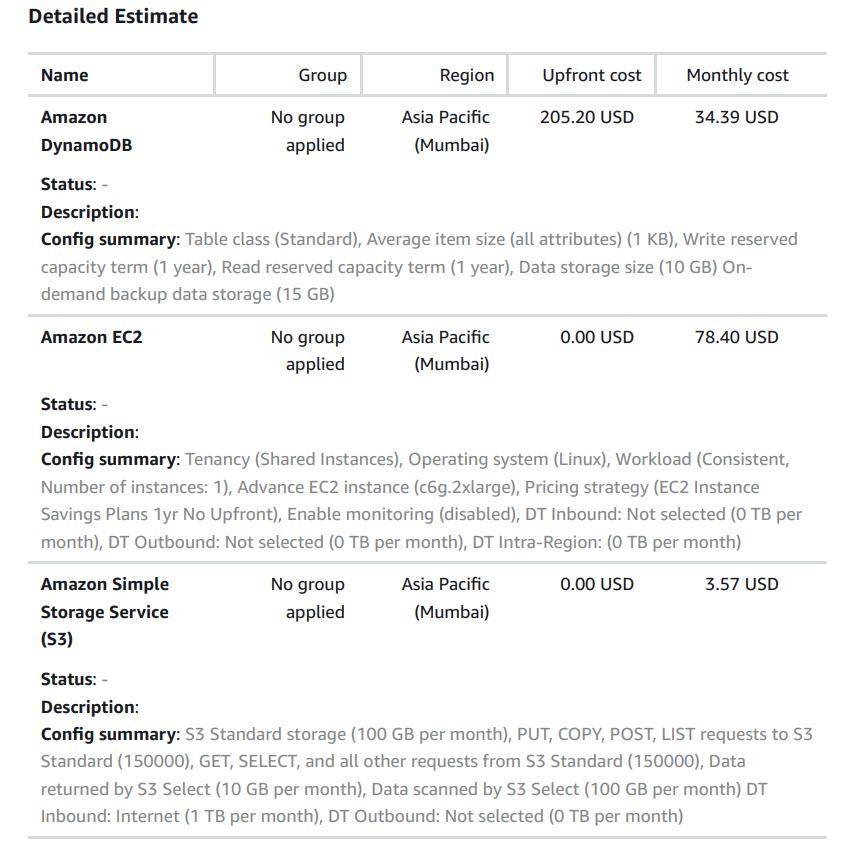 Detailed Estimate
Name Group Region Upfront cost Monthly cost
Amazon No group Asia Pacific 205.20 USD 34.39 USD
DynamoDB applied (Mumbai)
Status: -
Description:
Config summary: Table class (Standard), Average item size (all attributes) (1 KB), Write reserved
capacity term (1 year), Read reserved capacity term (1 year), Data storage size (10 GB) On-
demand backup data storage (15 GB)
Amazon EC2 No group Asia Pacific 0.00 USD 78.40 USD
applied (Mumbai)
Status: -
Description:
Config summary: Tenancy (Shared Instances), Operating system (Linux), Workload (Consistent,
Number of instances: 1), Advance EC2 instance (c6g.2xlarge), Pricing strategy (EC2 Instance
Savings Plans 1yr No Upfront), Enable monitoring (disabled), DT Inbound: Not selected (0 TB per
month), DT Outbound: Not selected (0 TB per month), DT Intra-Region: (0 TB per month)
Amazon Simple No group Asia Pacific 0.00 USD 3.57 USD
Storage Service applied (Mumbai)
(S3)
Status: -
Description:
Config summary: S3 Standard storage (100 GB per month), PUT, COPY, POST, LIST requests to S3
Standard (150000), GET, SELECT, and all other requests from S3 Standard (150000), Data
returned by S3 Select (10 GB per month), Data scanned by S3 Select (100 GB per month) DT
Inbound: Internet (1 TB per month), DT Outbound: Not selected (0 TB per month)